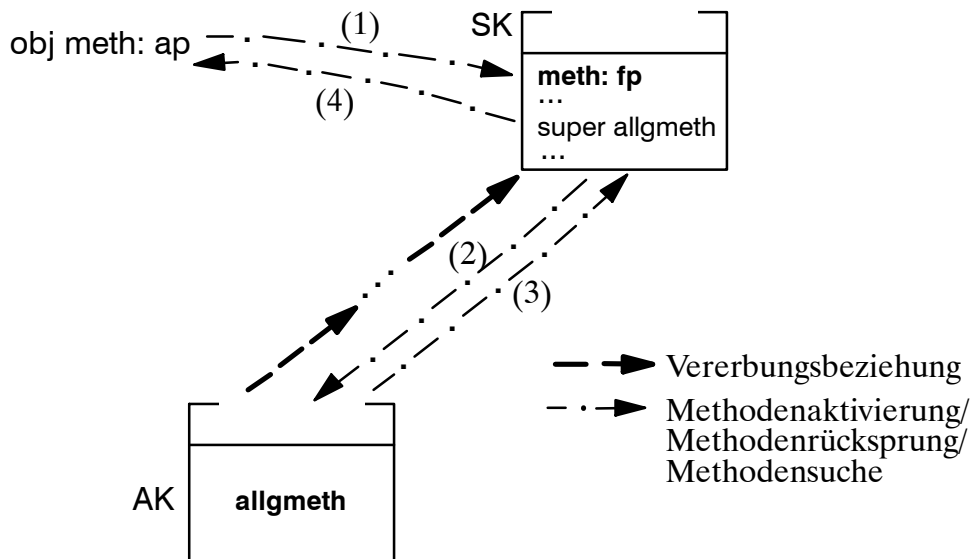 SK
obj meth: ap
(1)
(4)
meth: fp
...
super allgmeth
...
(2)
(3)
Vererbungsbeziehung
Methodenaktivierung/
Methodenrücksprung/
Methodensuche
AK
allgmeth